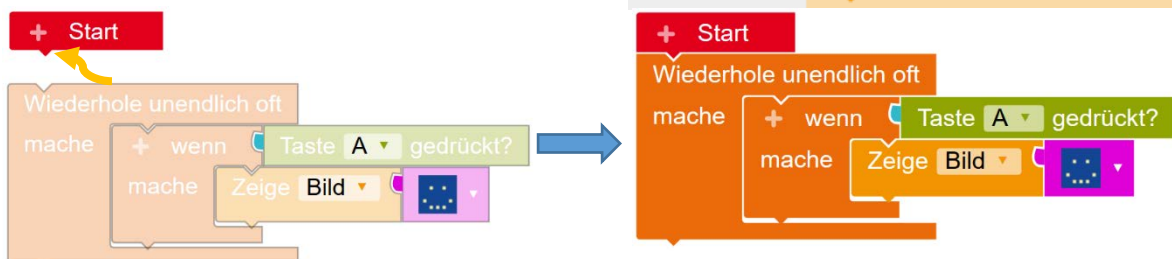 + Start
Wiederhole unendlich oft
mache + wenn Taste A gedrückt?
mache Zeige Bild
+ Start
Wiederhole unendlich oft
mache + wenn Taste A gedrückt?
mache Zeige Bild